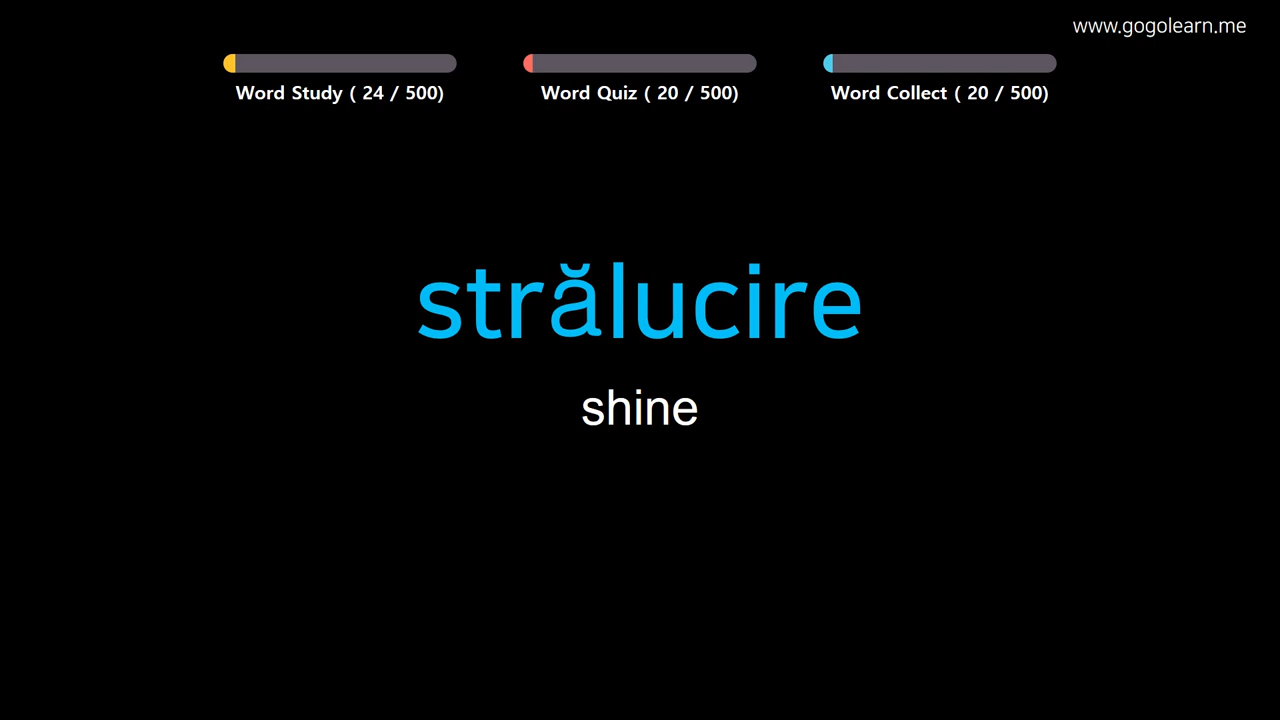 www.gogolearn.me
Word Study ( 24 / 500)
Word Quiz ( 20 / 500)
Word Collect ( 20 / 500)
strălucire
shine